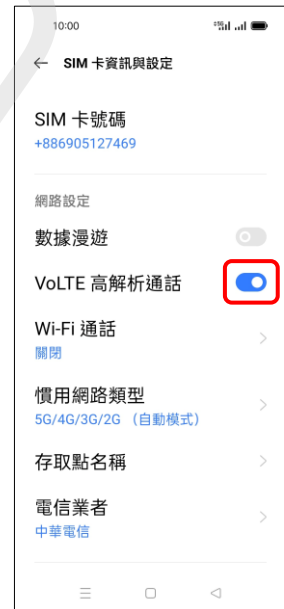 10:00
← SIM 卡資訊與設定
SIM 卡號碼
+886905127469
網路設定
數據漫遊
VoLTE 高解析通話
Wi-Fi 通話
關閉
慣用網路類型
5G/4G/3G/2G （自動模式）
存取點名稱
電信業者
中華電信